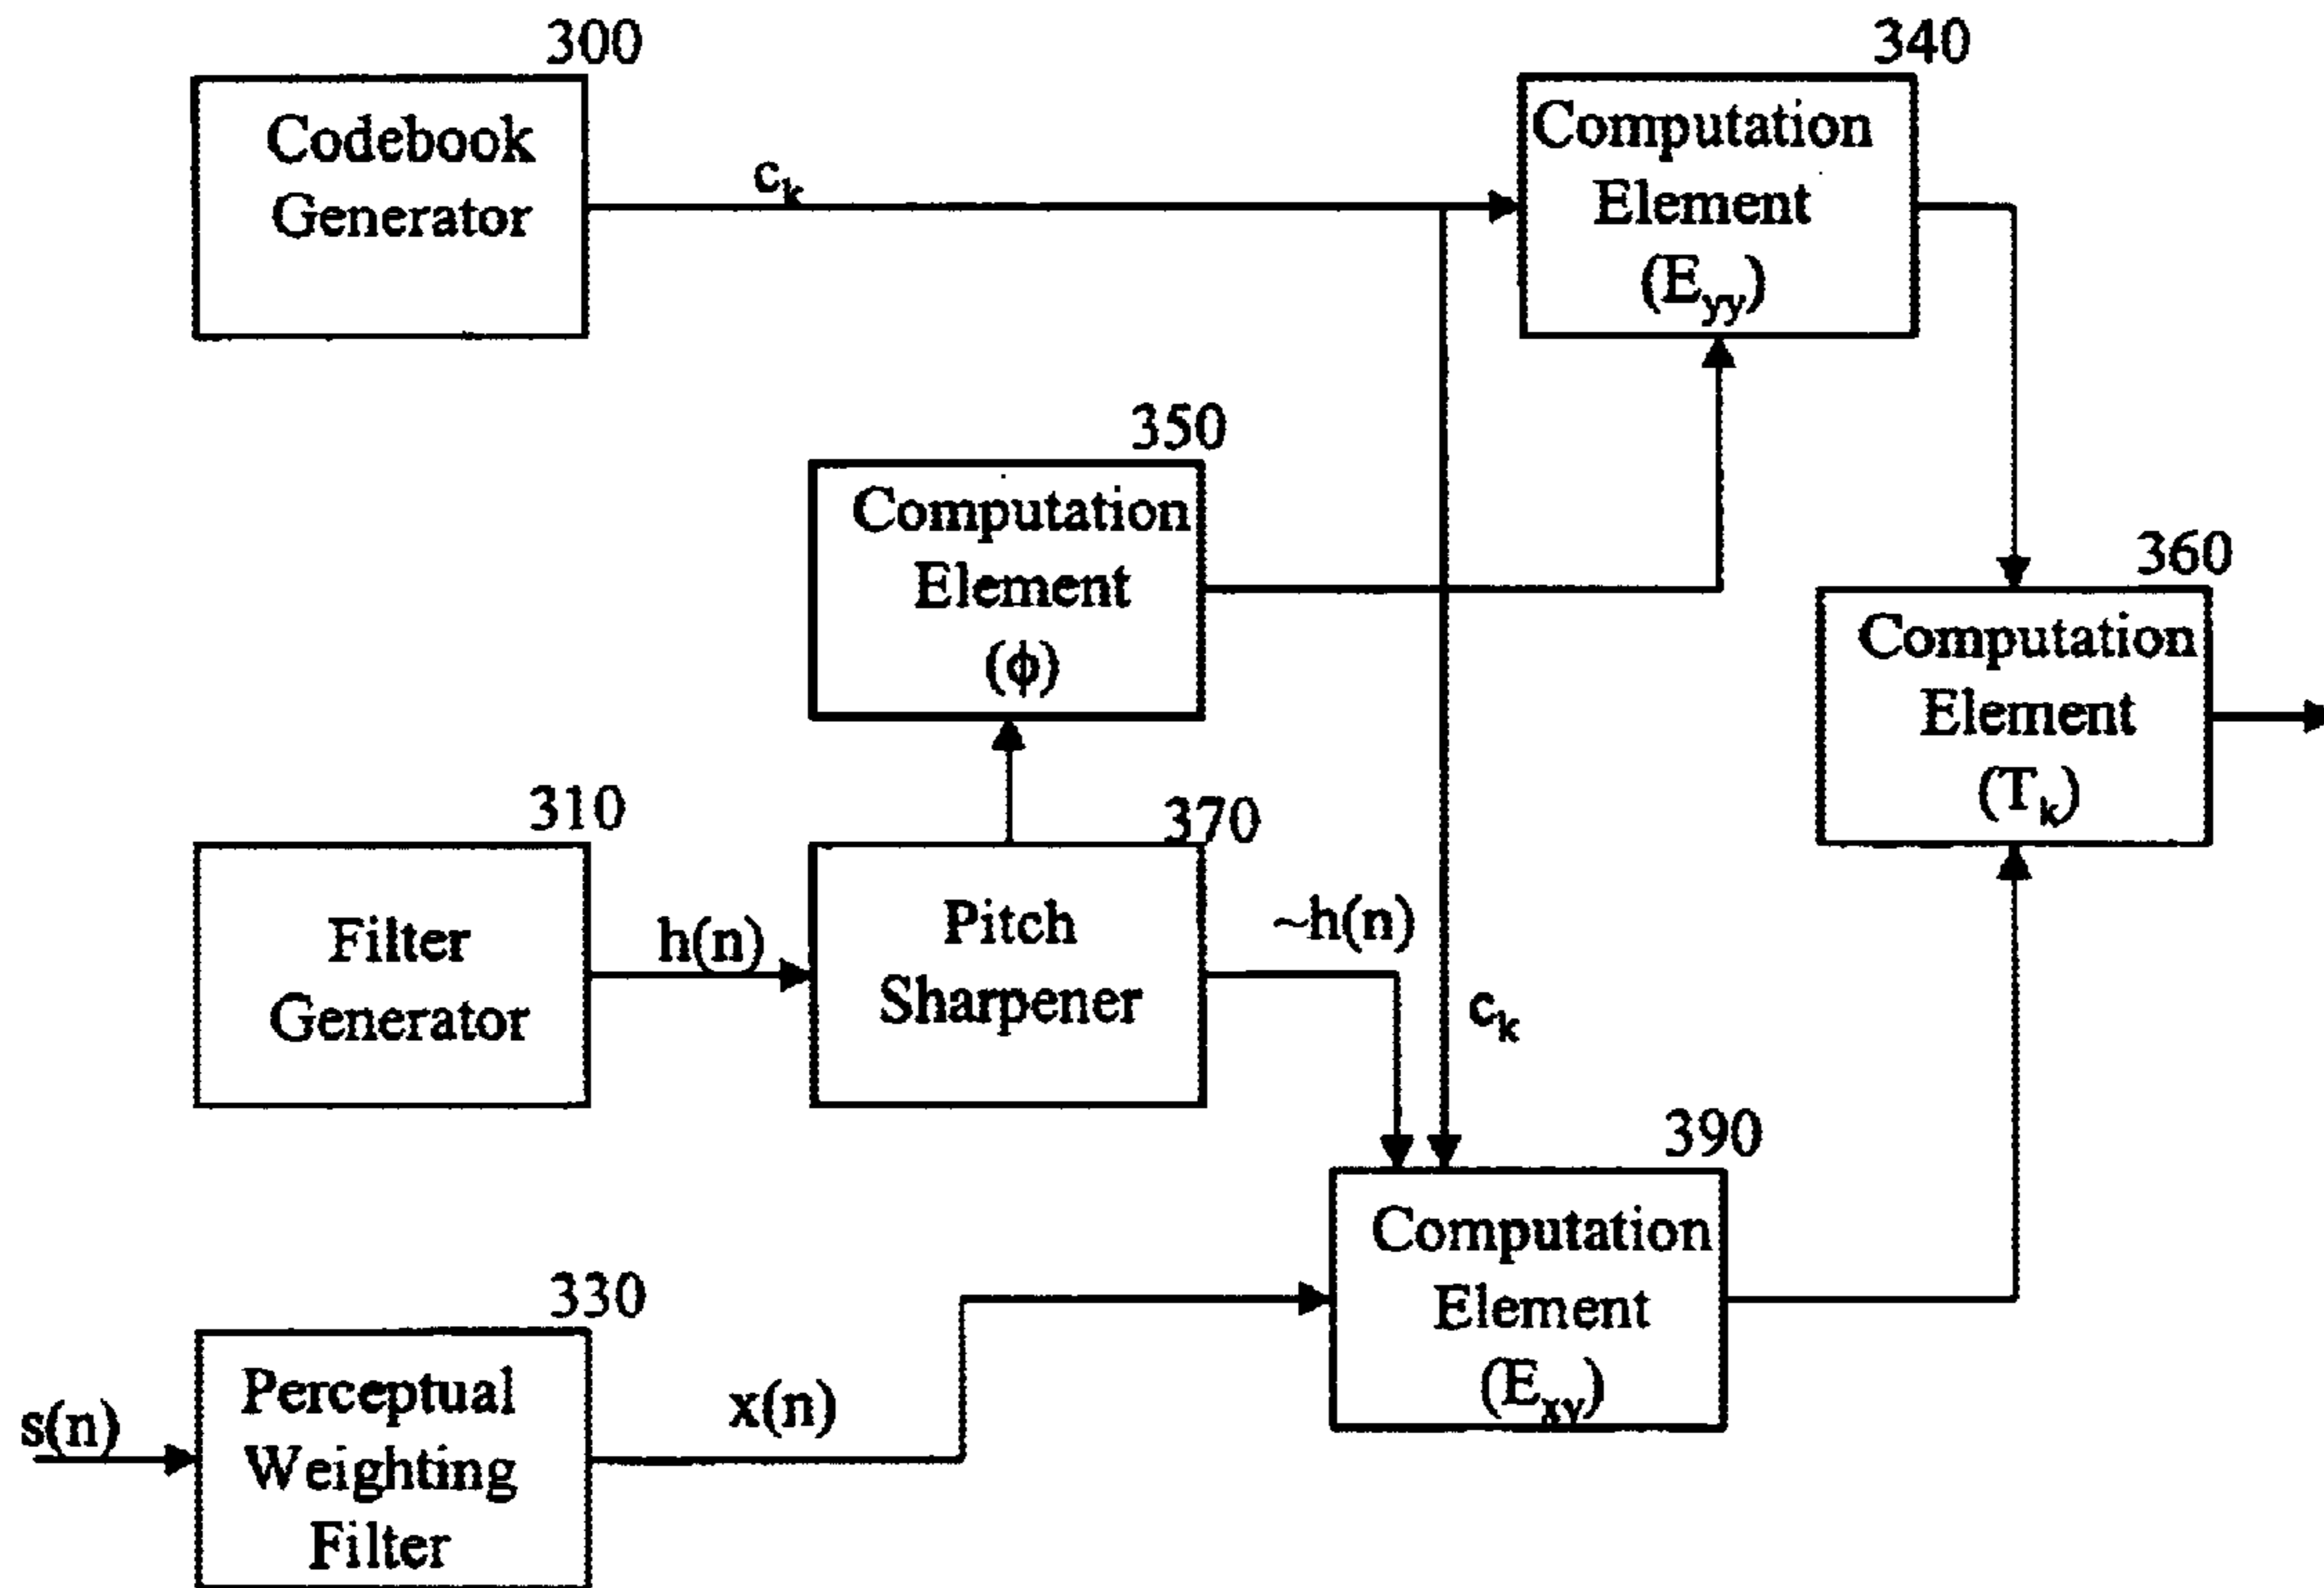 300
Codebook
Generator
c_k
340
Computation
Element
(E_yy)
350
Computation
Element
(ϕ)
360
Computation
Element
(T_k)
310
Filter
Generator
h(n)
370
Pitch
Sharpener
~h(n)
c_k
390
Computation
Element
(E_xy)
330
Perceptual
Weighting
Filter
s(n)
x(n)